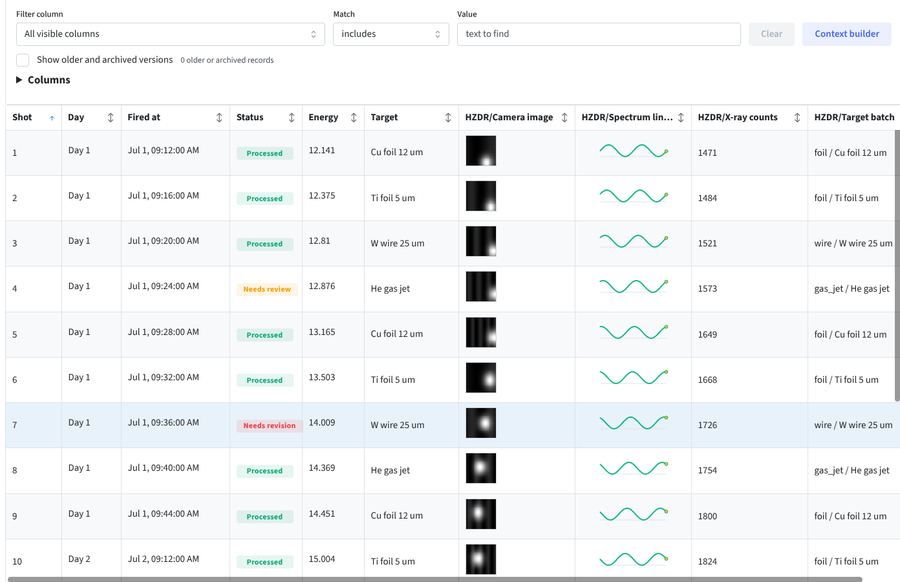 Filter column Match Value
All visible columns includes text to find Clear Context builder
Show older and archived versions 0 older or archived records
Columns
Shot Day Fired at Status Energy Target HZDR/Camera image HZDR/Spectrum lin... HZDR/X-ray counts HZDR/Target batch
1 Day 1 Jul 1, 09:12:00 AM Processed 12.141 Cu foil 12 um 1471 foil / Cu foil 12 um
2 Day 1 Jul 1, 09:16:00 AM Processed 12.375 Ti foil 5 um 1484 foil / Ti foil 5 um
3 Day 1 Jul 1, 09:20:00 AM Processed 12.81 W wire 25 um 1521 wire / W wire 25 um
4 Day 1 Jul 1, 09:24:00 AM Needs review 12.876 He gas jet 1573 gas_jet / He gas jet
5 Day 1 Jul 1, 09:28:00 AM Processed 13.165 Cu foil 12 um 1649 foil / Cu foil 12 um
6 Day 1 Jul 1, 09:32:00 AM Processed 13.503 Ti foil 5 um 1668 foil / Ti foil 5 um
7 Day 1 Jul 1, 09:36:00 AM Needs revision 14.009 W wire 25 um 1726 wire / W wire 25 um
8 Day 1 Jul 1, 09:40:00 AM Processed 14.369 He gas jet 1754 gas_jet / He gas jet
9 Day 1 Jul 1, 09:44:00 AM Processed 14.451 Cu foil 12 um 1800 foil / Cu foil 12 um
10 Day 2 Jul 2, 09:12:00 AM Processed 15.004 Ti foil 5 um 1824 foil / Ti foil 5 um